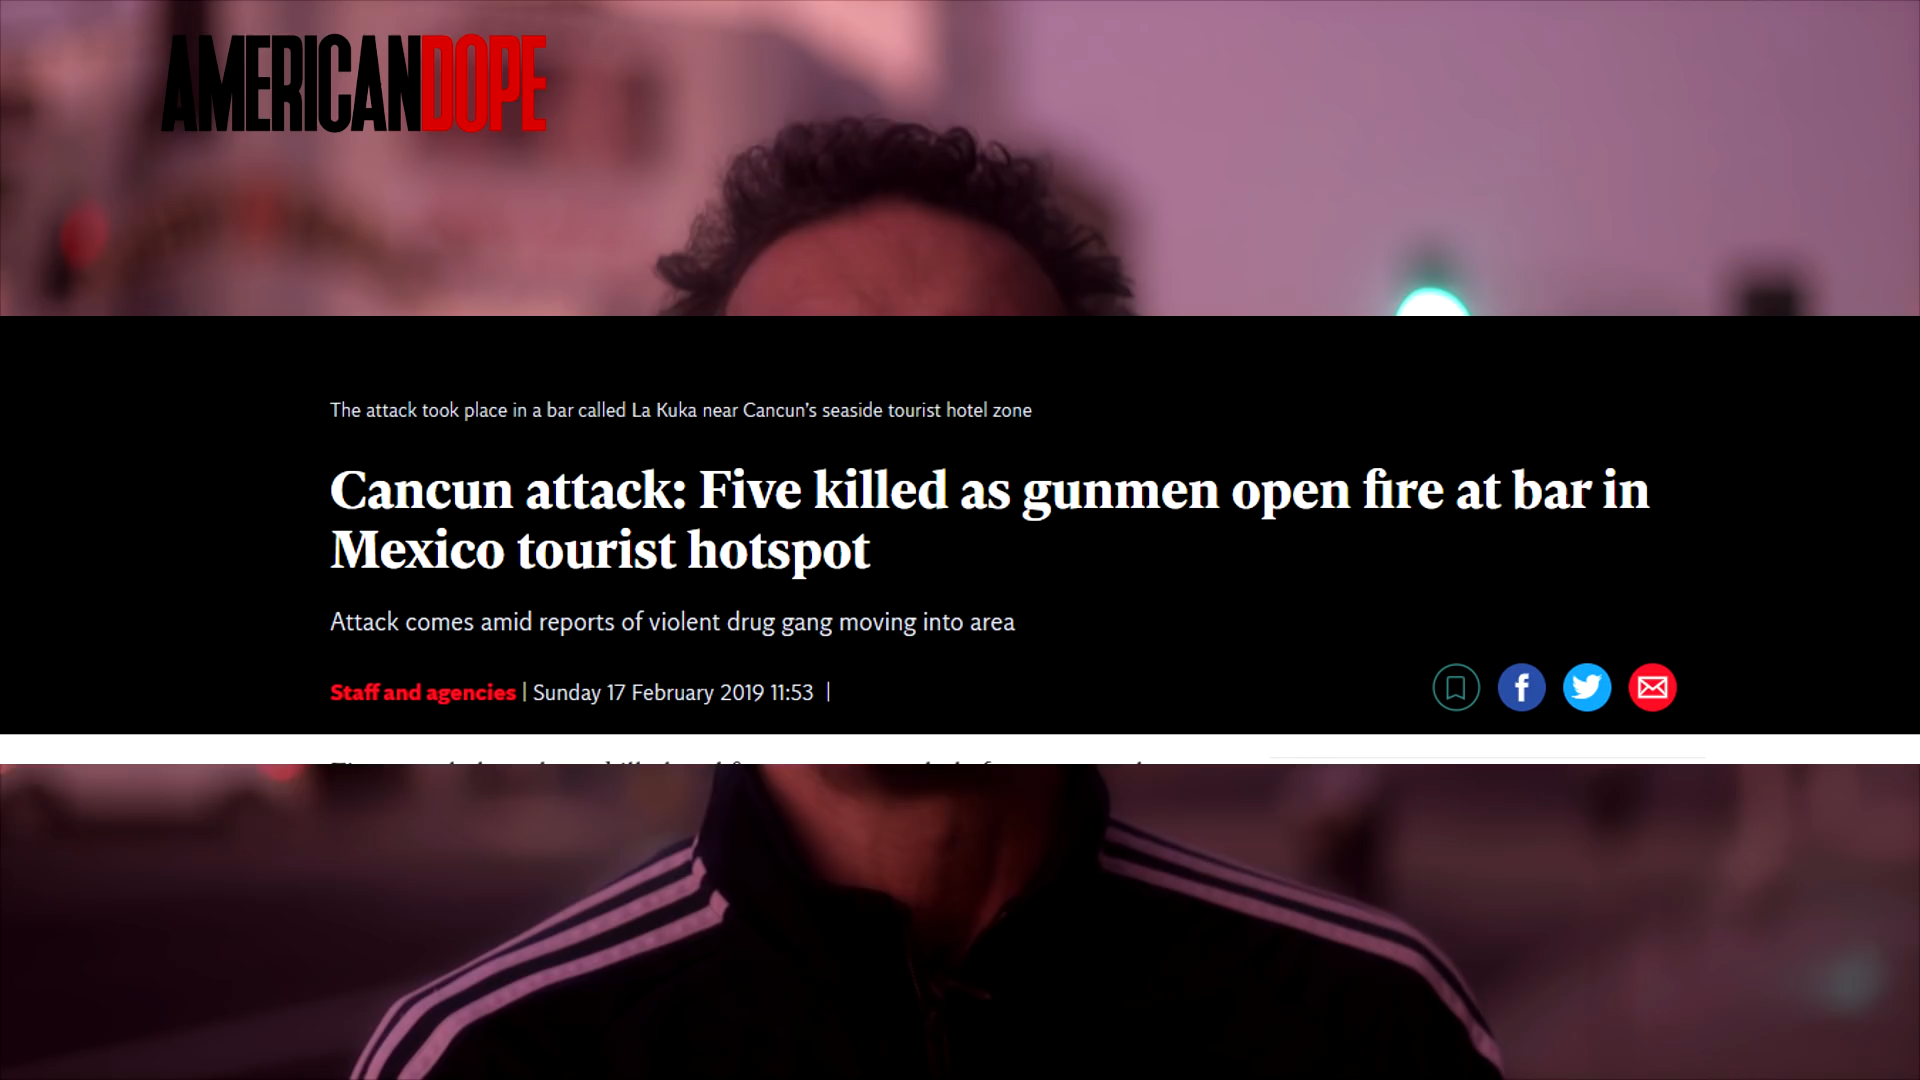 AMERICANDOPE
The attack took place in a bar called La Kuka near Cancun's seaside tourist hotel zone
Cancun attack: Five killed as gunmen open fire at bar in
Mexico tourist hotspot
Attack comes amid reports of violent drug gang moving into area
Staff and agencies | Sunday 17 February 2019 11:53 |